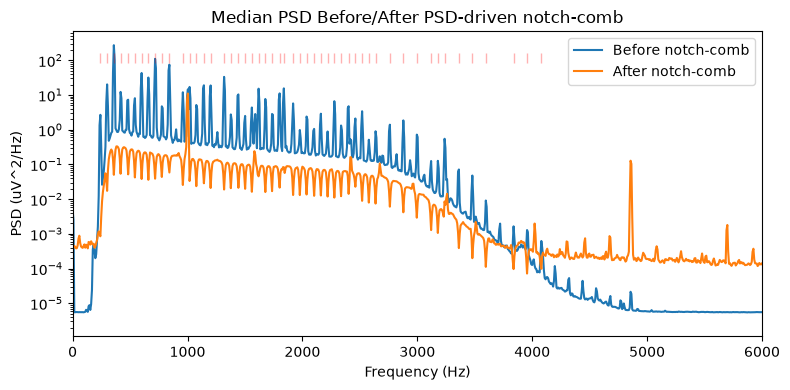 Median PSD Before/After PSD-driven notch-comb
Before notch-comb
After notch-comb
PSD (uV^2/Hz)
10^2
10^1
10^0
10^-1
10^-2
10^-3
10^-4
10^-5
0 1000 2000 3000 4000 5000 6000
Frequency (Hz)